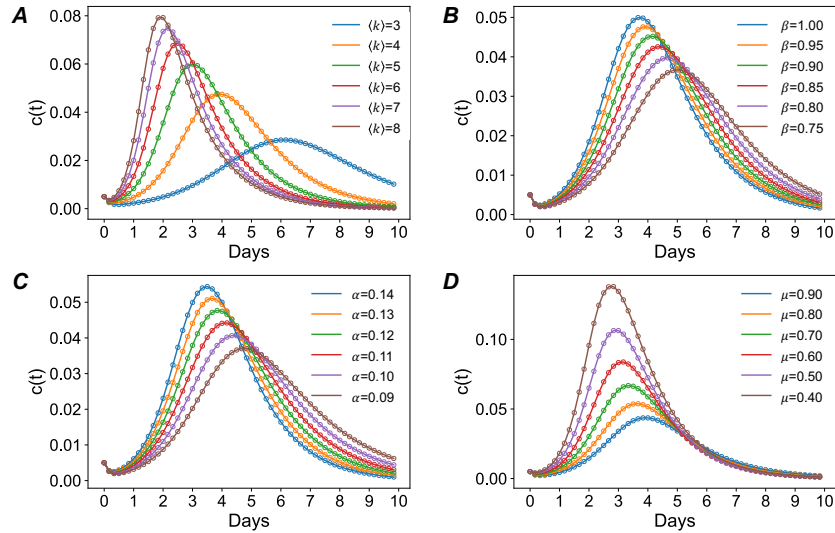 A
⟨k⟩=3
⟨k⟩=4
⟨k⟩=5
⟨k⟩=6
⟨k⟩=7
⟨k⟩=8
c(t)
0.08
0.06
0.04
0.02
0.00
0 1 2 3 4 5 6 7 8 9 10
Days
B
β=1.00
β=0.95
β=0.90
β=0.85
β=0.80
β=0.75
c(t)
0.05
0.04
0.03
0.02
0.01
0.00
0 1 2 3 4 5 6 7 8 9 10
Days
C
α=0.14
α=0.13
α=0.12
α=0.11
α=0.10
α=0.09
c(t)
0.05
0.04
0.03
0.02
0.01
0.00
0 1 2 3 4 5 6 7 8 9 10
Days
D
μ=0.90
μ=0.80
μ=0.70
μ=0.60
μ=0.50
μ=0.40
c(t)
0.10
0.05
0.00
0 1 2 3 4 5 6 7 8 9 10
Days